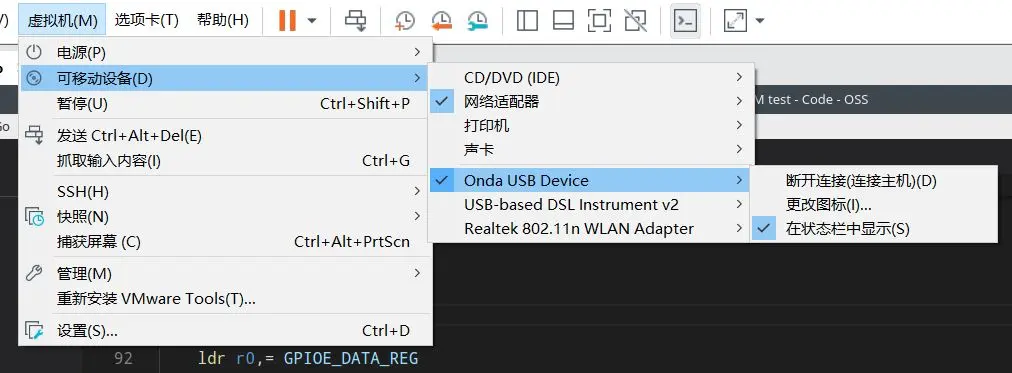 虚拟机(M) 选项卡(T) 帮助(H)
电源(P)
可移动设备(D)
暂停(U) Ctrl+Shift+P
发送 Ctrl+Alt+Del(E)
抓取输入内容(I) Ctrl+G
SSH(H)
快照(N)
捕获屏幕 (C) Ctrl+Alt+PrtScn
管理(M)
重新安装 VMware Tools(T)...
设置(S)... Ctrl+D
CD/DVD (IDE)
网络适配器
打印机
声卡
Onda USB Device
USB-based DSL Instrument v2
Realtek 802.11n WLAN Adapter
断开连接(连接主机)(D)
更改图标(I)...
在状态栏中显示(S)
M test - Code - OSS
Go
92 ldr r0,= GPIOE_DATA_REG